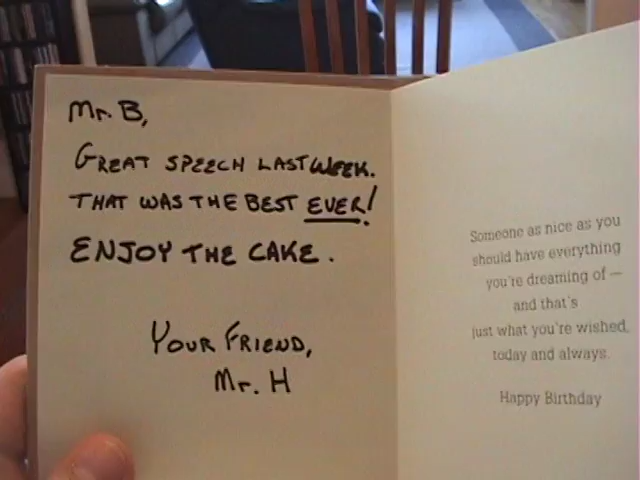 Mr. B,
GREAT SPEECH LAST WEEK.
THAT WAS THE BEST EVER!
ENJOY THE CAKE.
YOUR FRIEND,
Mr. H
Someone as nice as you
should have everything
you're dreaming of —
and that's
just what you're wished,
today and always.
Happy Birthday